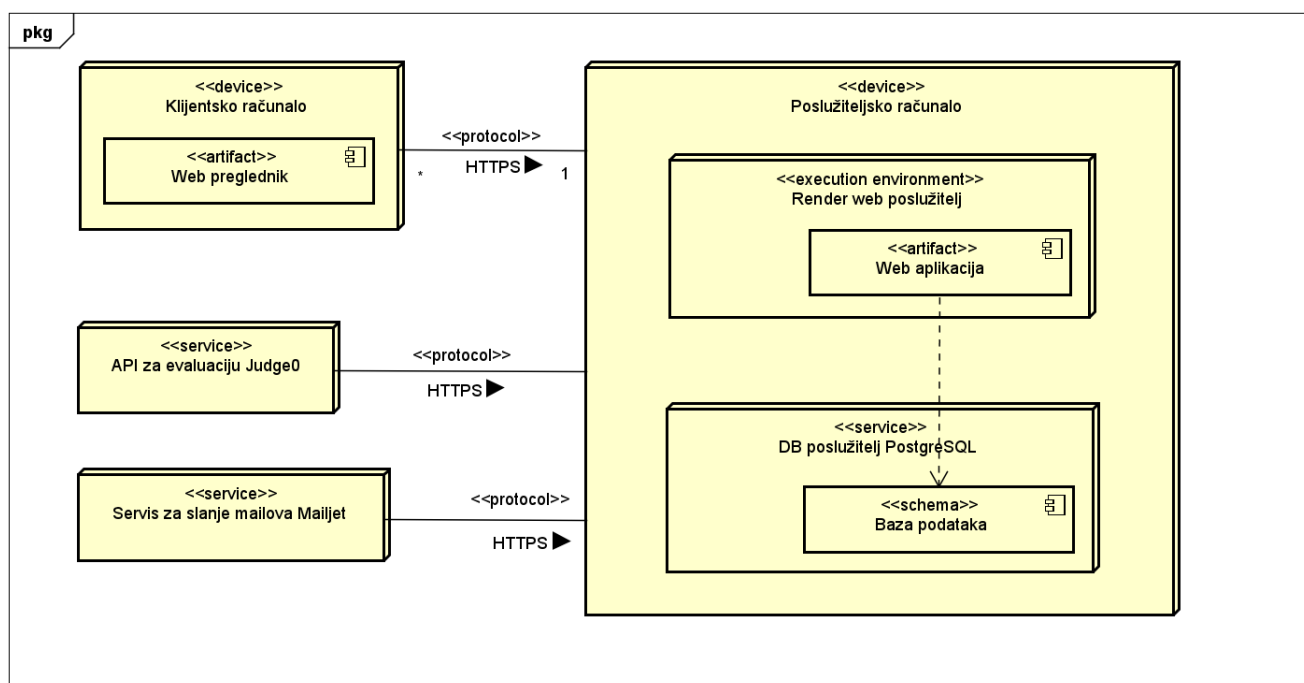 pkg
<<device>>
Klijentsko računalo
<<artifact>>
Web preglednik
<<protocol>>
HTTPS
*
1
<<device>>
Poslužiteljsko računalo
<<execution environment>>
Render web poslužitelj
<<artifact>>
Web aplikacija
<<service>>
API za evaluaciju Judge0
<<protocol>>
HTTPS
<<service>>
DB poslužitelj PostgreSQL
<<schema>>
Baza podataka
<<service>>
Servis za slanje mailova Mailjet
<<protocol>>
HTTPS